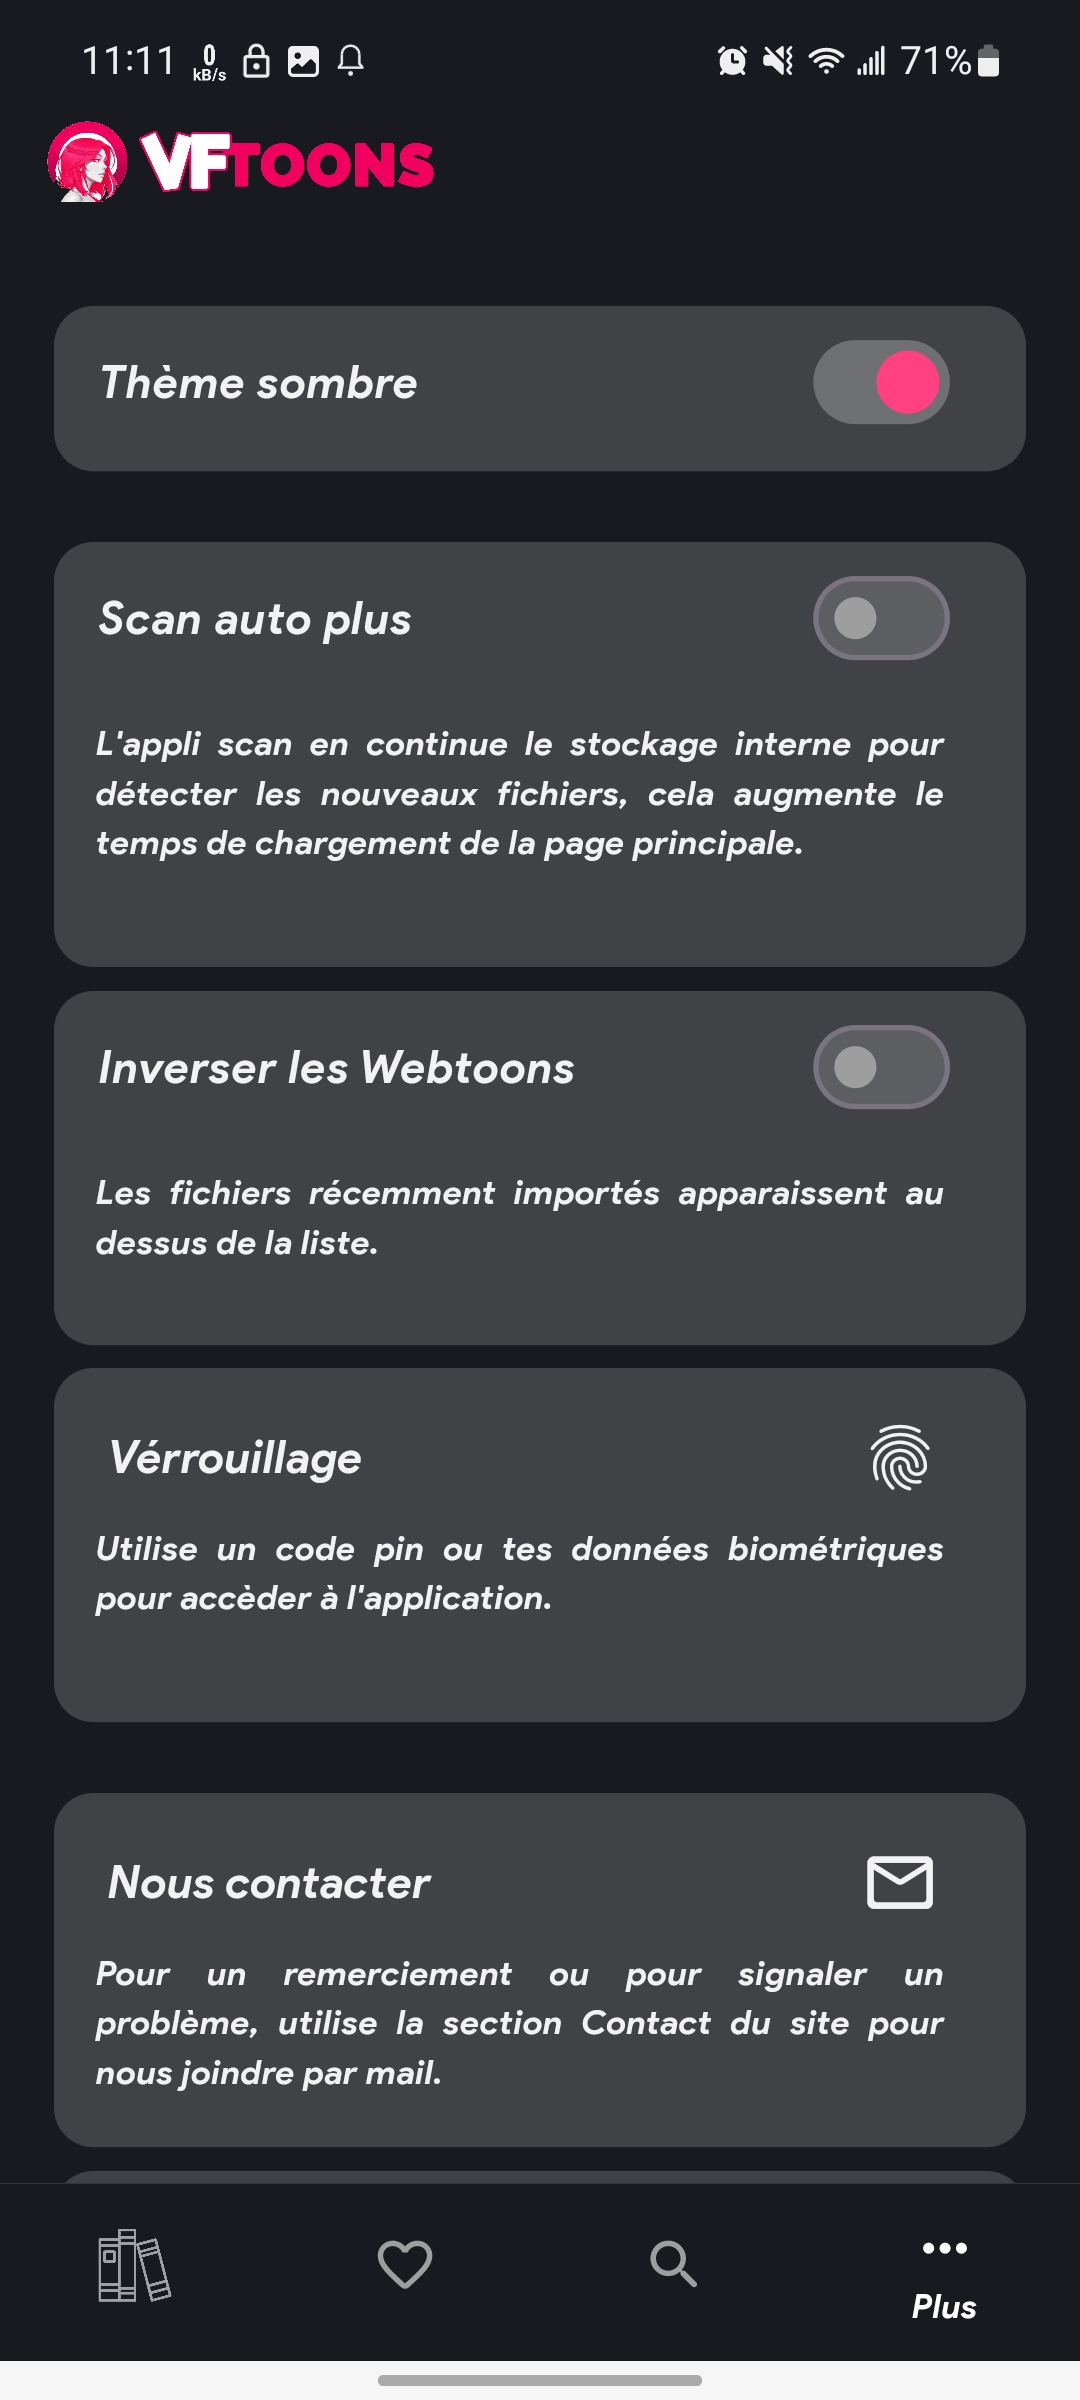 11:11 0 kB/s 71%
VFTOONS
Thème sombre
Scan auto plus
L'appli scan en continue le stockage interne pour
détecter les nouveaux fichiers, cela augmente le
temps de chargement de la page principale.
Inverser les Webtoons
Les fichiers récemment importés apparaissent au
dessus de la liste.
Vérrouillage
Utilise un code pin ou tes données biométriques
pour accèder à l'application.
Nous contacter
Pour un remerciement ou pour signaler un
problème, utilise la section Contact du site pour
nous joindre par mail.
Plus